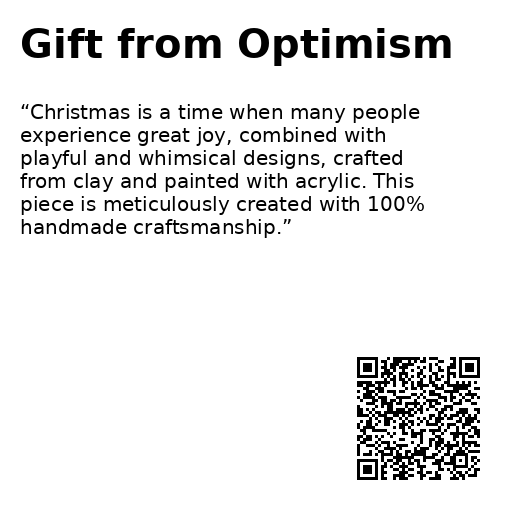 Gift from Optimism
“Christmas is a time when many people
experience great joy, combined with
playful and whimsical designs, crafted
from clay and painted with acrylic. This
piece is meticulously created with 100%
handmade craftsmanship.”